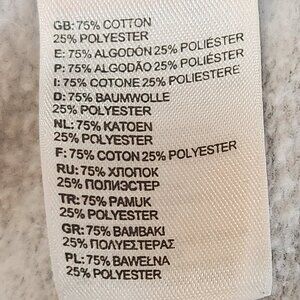 GB: 75% COTTON
25% POLYESTER
E: 75% ALGODÓN 25% POLIÉSTER
P: 75% ALGODÃO 25% POLIÉSTER
I: 75% COTONE 25% POLIESTERE
D: 75% BAUMWOLLE
25% POLYESTER
NL: 75% KATOEN
25% POLYESTER
F: 75% COTON 25% POLYESTER
RU: 75% ХЛОПОК
25% ПОЛИЭСТЕР
TR: 75% PAMUK
25% POLYESTER
GR: 75% ΒΑΜΒΑΚΙ
25% ΠΟΛΥΕΣΤΕΡΑΣ
PL: 75% BAWEŁNA
25% POLYESTER